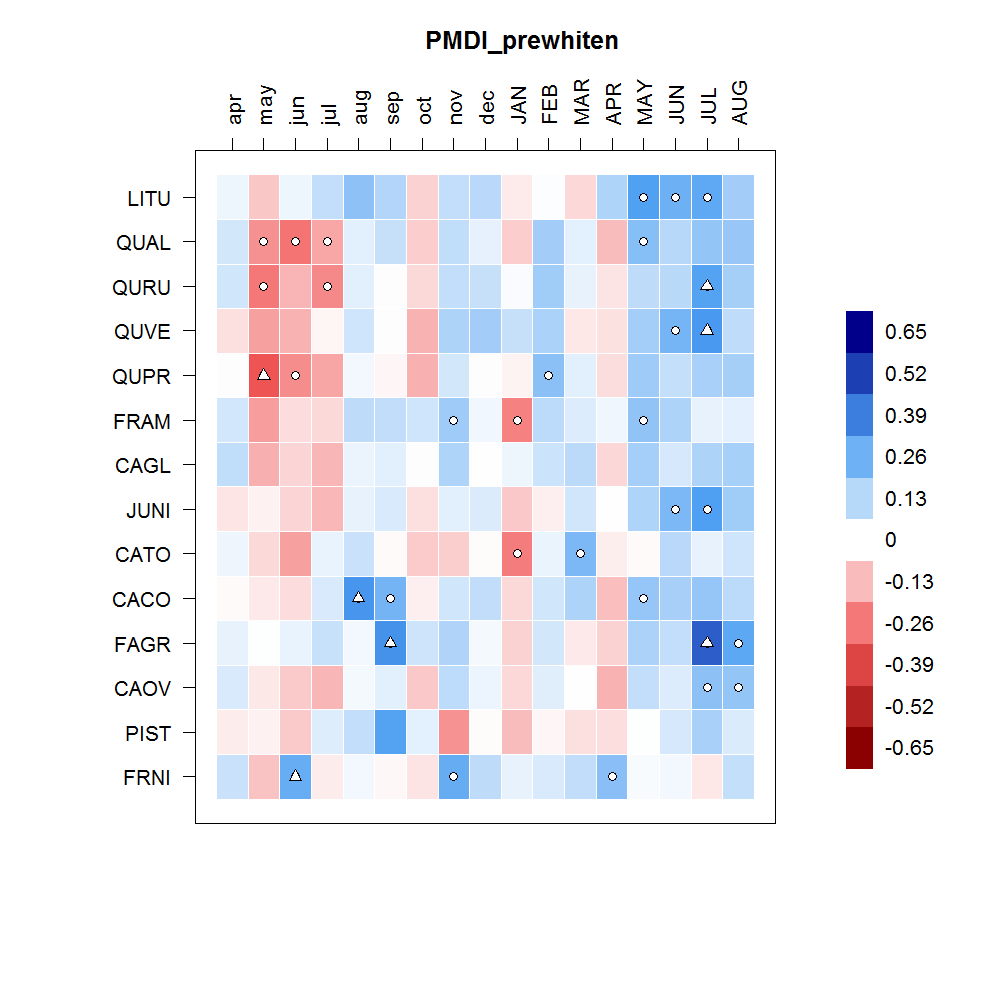 PMDI_prewhiten
apr may jun jul aug sep oct nov dec JAN FEB MAR APR MAY JUN JUL AUG
LITU
QUAL
QURU
QUVE
QUPR
FRAM
CAGL
JUNI
CATO
CACO
FAGR
CAOV
PIST
FRNI
0.65
0.52
0.39
0.26
0.13
0
-0.13
-0.26
-0.39
-0.52
-0.65